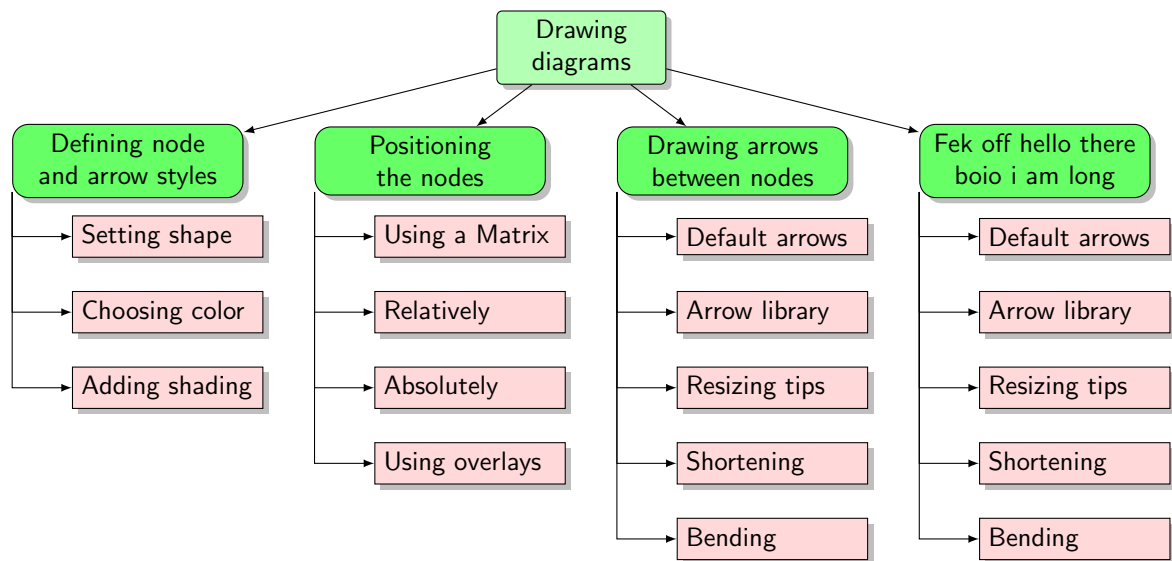 Drawing
diagrams
Defining node
and arrow styles
Setting shape
Choosing color
Adding shading
Positioning
the nodes
Using a Matrix
Relatively
Absolutely
Using overlays
Drawing arrows
between nodes
Default arrows
Arrow library
Resizing tips
Shortening
Bending
Fek off hello there
boio i am long
Default arrows
Arrow library
Resizing tips
Shortening
Bending